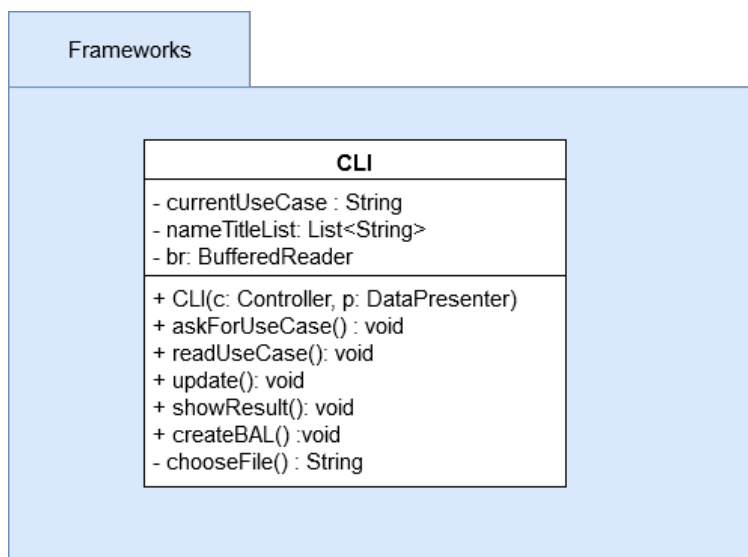 Frameworks
CLI
- currentUseCase : String
- nameTitleList: List<String>
- br: BufferedReader
+ CLI(c: Controller, p: DataPresenter)
+ askForUseCase() : void
+ readUseCase(): void
+ update(): void
+ showResult(): void
+ createBAL() :void
- chooseFile() : String